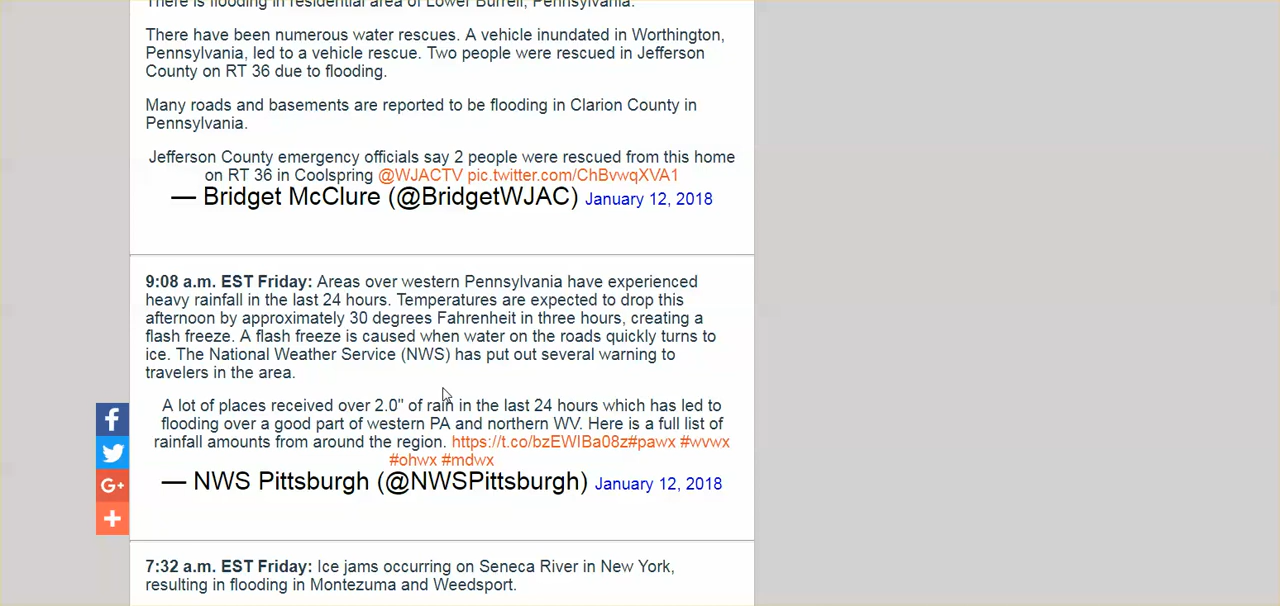 There is flooding in residential area of Lower Burrell, Pennsylvania.
There have been numerous water rescues. A vehicle inundated in Worthington,
Pennsylvania, led to a vehicle rescue. Two people were rescued in Jefferson
County on RT 36 due to flooding.
Many roads and basements are reported to be flooding in Clarion County in
Pennsylvania.
Jefferson County emergency officials say 2 people were rescued from this home
on RT 36 in Coolspring @WJACTV pic.twitter.com/ChBvwqXVA1
— Bridget McClure (@BridgetWJAC) January 12, 2018
9:08 a.m. EST Friday: Areas over western Pennsylvania have experienced
heavy rainfall in the last 24 hours. Temperatures are expected to drop this
afternoon by approximately 30 degrees Fahrenheit in three hours, creating a
flash freeze. A flash freeze is caused when water on the roads quickly turns to
ice. The National Weather Service (NWS) has put out several warning to
travelers in the area.
A lot of places received over 2.0" of rain in the last 24 hours which has led to
flooding over a good part of western PA and northern WV. Here is a full list of
rainfall amounts from around the region. https://t.co/bzEWIBa08z#pawx #wvwx
#ohwx #mdwx
— NWS Pittsburgh (@NWSPittsburgh) January 12, 2018
7:32 a.m. EST Friday: Ice jams occurring on Seneca River in New York,
resulting in flooding in Montezuma and Weedsport.